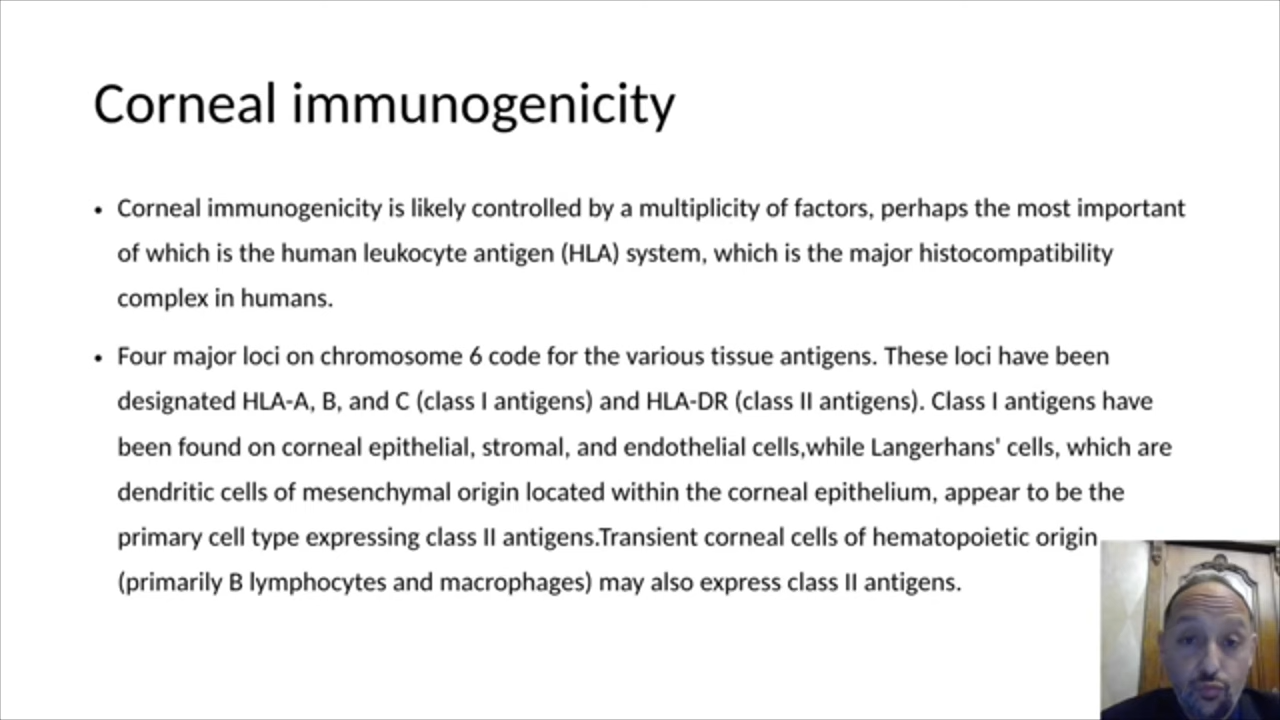 Corneal immunogenicity
• Corneal immunogenicity is likely controlled by a multiplicity of factors, perhaps the most important
of which is the human leukocyte antigen (HLA) system, which is the major histocompatibility
complex in humans.
• Four major loci on chromosome 6 code for the various tissue antigens. These loci have been
designated HLA-A, B, and C (class I antigens) and HLA-DR (class II antigens). Class I antigens have
been found on corneal epithelial, stromal, and endothelial cells,while Langerhans' cells, which are
dendritic cells of mesenchymal origin located within the corneal epithelium, appear to be the
primary cell type expressing class II antigens.Transient corneal cells of hematopoietic origin
(primarily B lymphocytes and macrophages) may also express class II antigens.